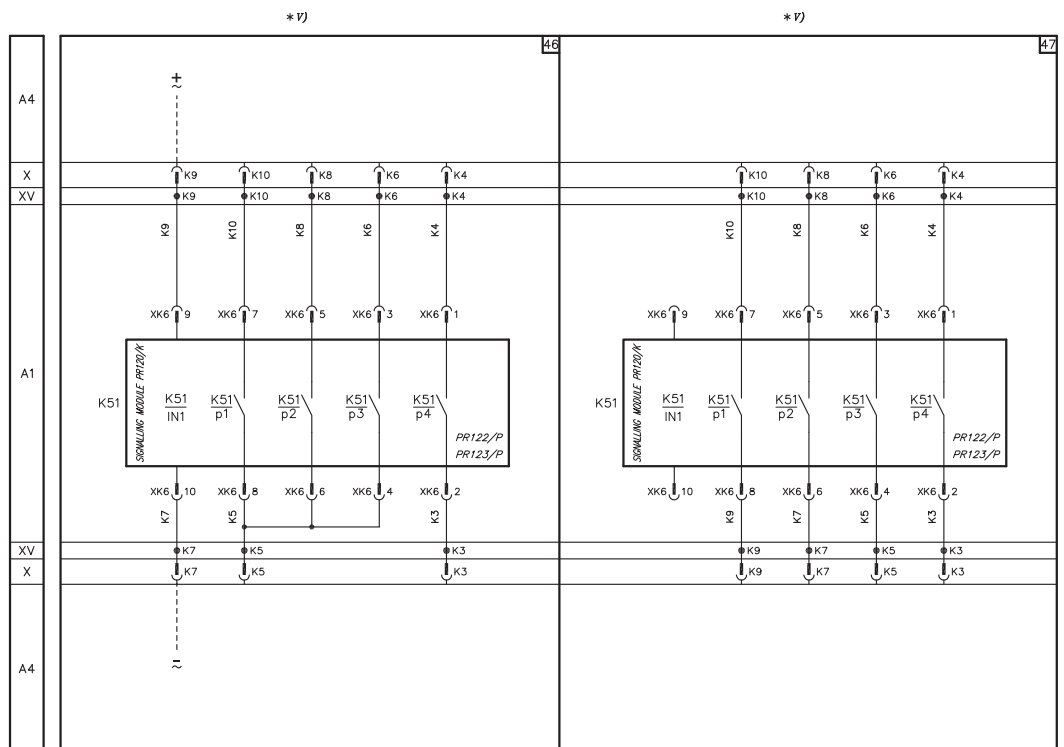 * V) * V)
46 47
A4
+
~
X K9 K10 K8 K6 K4 K10 K8 K6 K4
XV K9 K10 K8 K6 K4 K10 K8 K6 K4
K9 K10 K8 K6 K4 K10 K8 K6 K4
XK6 9 XK6 7 XK6 5 XK6 3 XK6 1 XK6 9 XK6 7 XK6 5 XK6 3 XK6 1
A1
K51 SIGNALLING MODULE PR120/K K51 K51 K51 K51 K51 K51 SIGNALLING MODULE PR120/K K51 K51 K51 K51 K51
IN1 p1 p2 p3 p4 IN1 p1 p2 p3 p4
PR122/P PR122/P
PR123/P PR123/P
XK6 10 XK6 8 XK6 6 XK6 4 XK6 2 XK6 10 XK6 8 XK6 6 XK6 4 XK6 2
K7 K5 K3 K9 K7 K5 K3
XV K7 K5 K3 K9 K7 K5 K3
X K7 K5 K3 K9 K7 K5 K3
A4
-
~